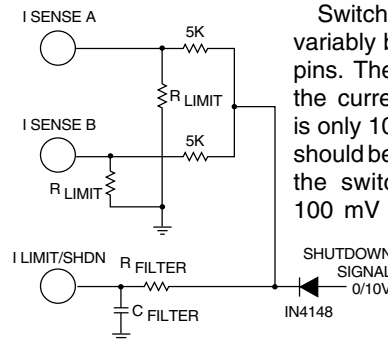 I SENSE A
5K
R LIMIT
I SENSE B
5K
R LIMIT
I LIMIT/SHDN
R FILTER
C FILTER
SHUTDOWN
SIGNAL
0/10V
IN4148
Switch
variably b
pins. The
the curre
is only 10
should be
the switc
100 mV